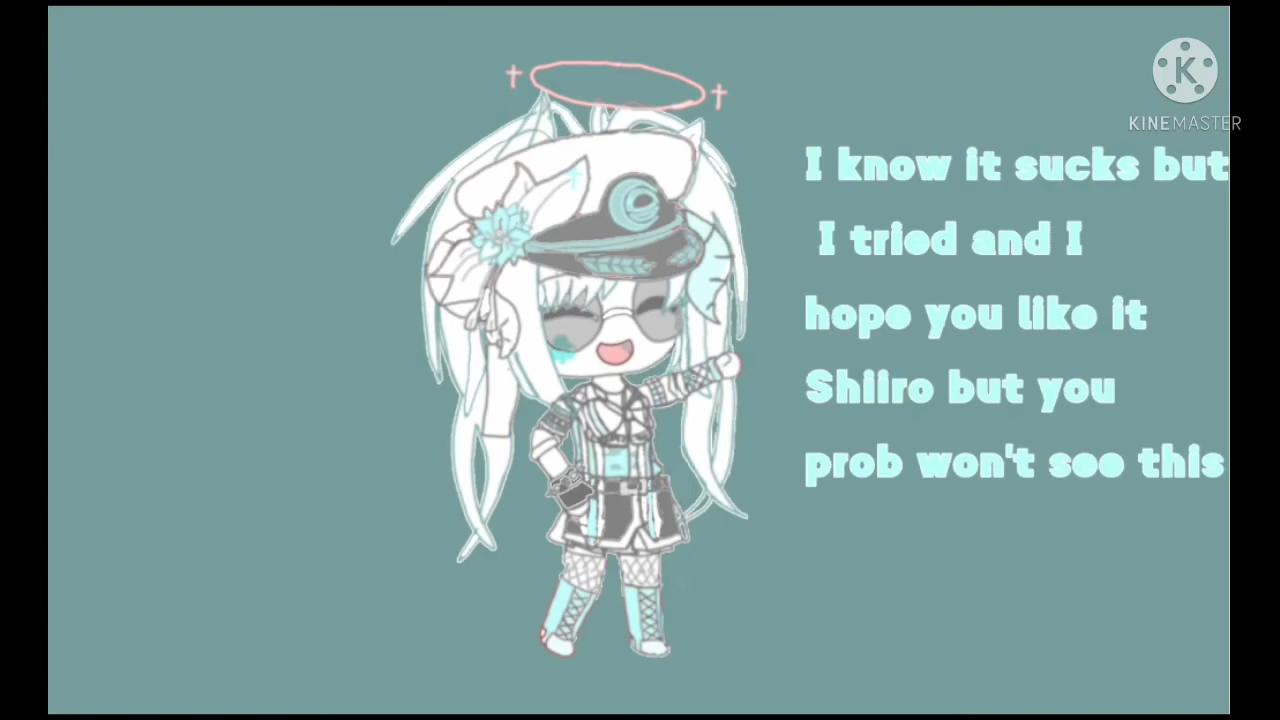 KINEMASTER
I know it sucks but
I tried and I
hope you like it
Shiiro but you
prob won't see this